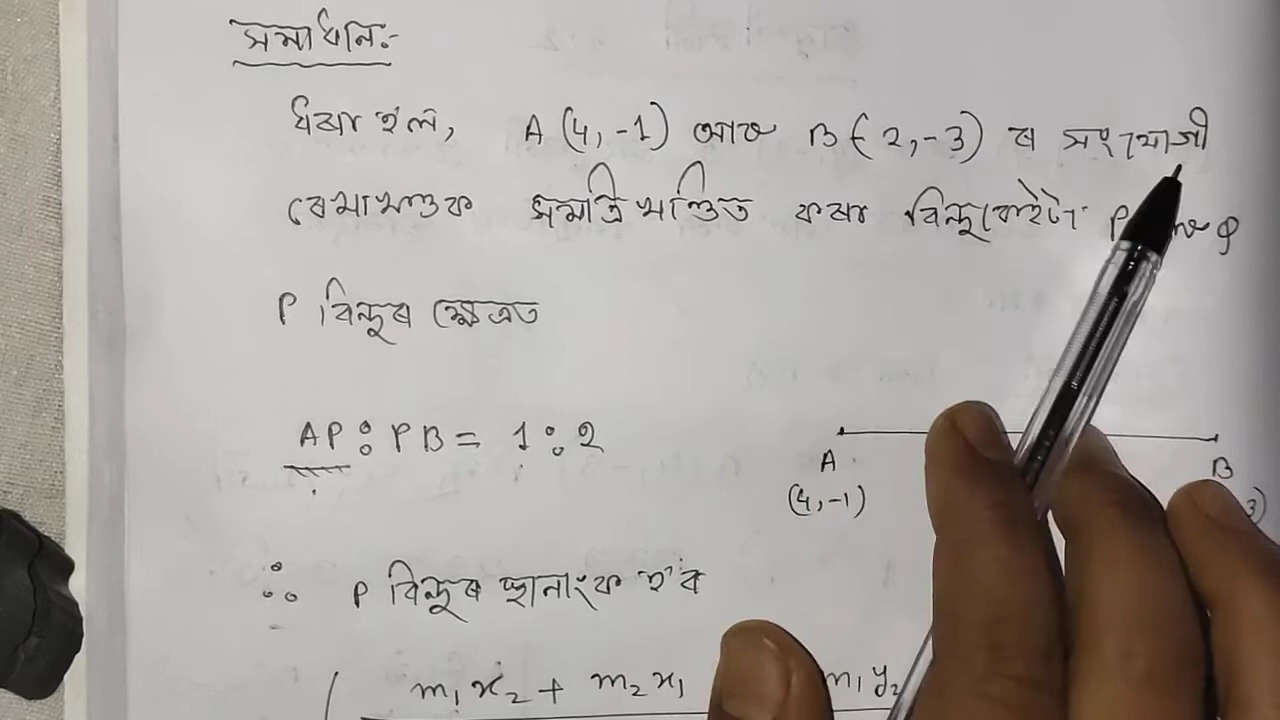 সমাধান:-
ধৰা হ'ল, A(4,-1) আৰু B(-2,-3) ৰ সংযোগী
ৰেখাখণ্ডক সমত্ৰিখণ্ডিত কৰা বিন্দুকেইটা P Q
P বিন্দুৰ ক্ষেত্ৰত
AP : PB = 1 : 2
A
B
(4,-1)
3)
∴ P বিন্দুৰ স্থানাংক হ'ব
( m₁x₂ + m₂x₁ m₁y₂